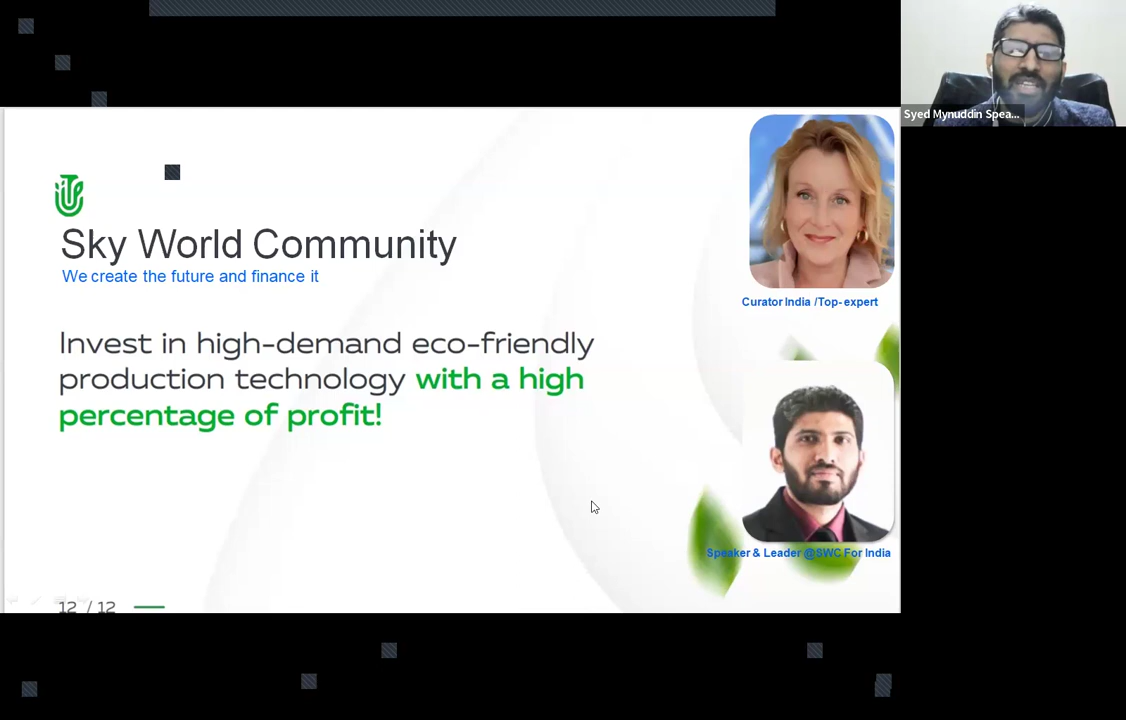 Syed Mynuddin Spea...
Sky World Community
We create the future and finance it
Curator India /Top-expert
Invest in high-demand eco-friendly
production technology with a high
percentage of profit!
Speaker & Leader @SWC For India
12 / 12